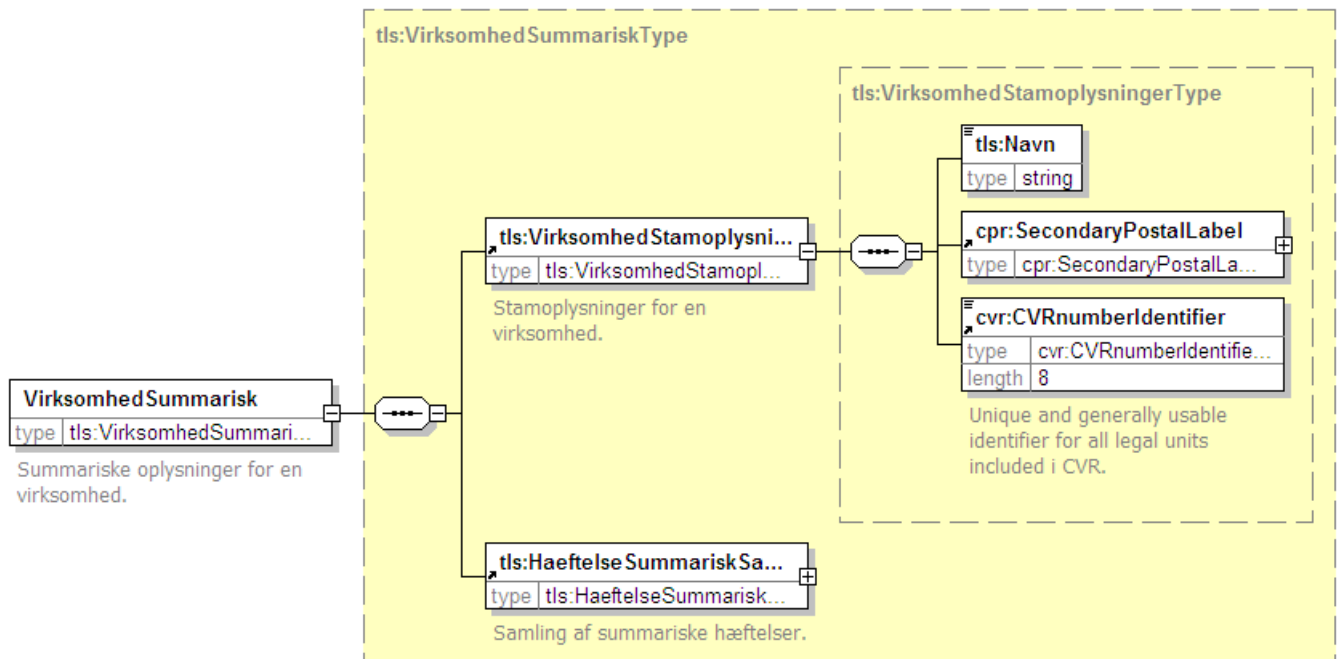 tls:VirksomhedSummariskType
tls:VirksomhedStamoplysningerType
tls:Navn
type string
tls:VirksomhedStamoplysni...
type tls:VirksomhedStamopl...
Stamoplysninger for en
virksomhed.
cpr:SecondaryPostalLabel
type cpr:SecondaryPostalLa...
cvr:CVRnumberIdentifier
type cvr:CVRnumberIdentifie...
length 8
Unique and generally usable
identifier for all legal units
included i CVR.
VirksomhedSummarisk
type tls:VirksomhedSummari...
Summariske oplysninger for en
virksomhed.
tls:HaeftelseSummariskSa...
type tls:HaeftelseSummarisk...
Samling af summariske hæftelser.